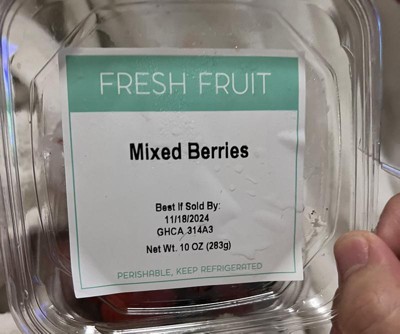 FRESH FRUIT
Mixed Berries
Best If Sold By:
11/18/2024
GHCA 314A3
Net Wt. 10 OZ (283g)
PERISHABLE, KEEP REFRIGERATED